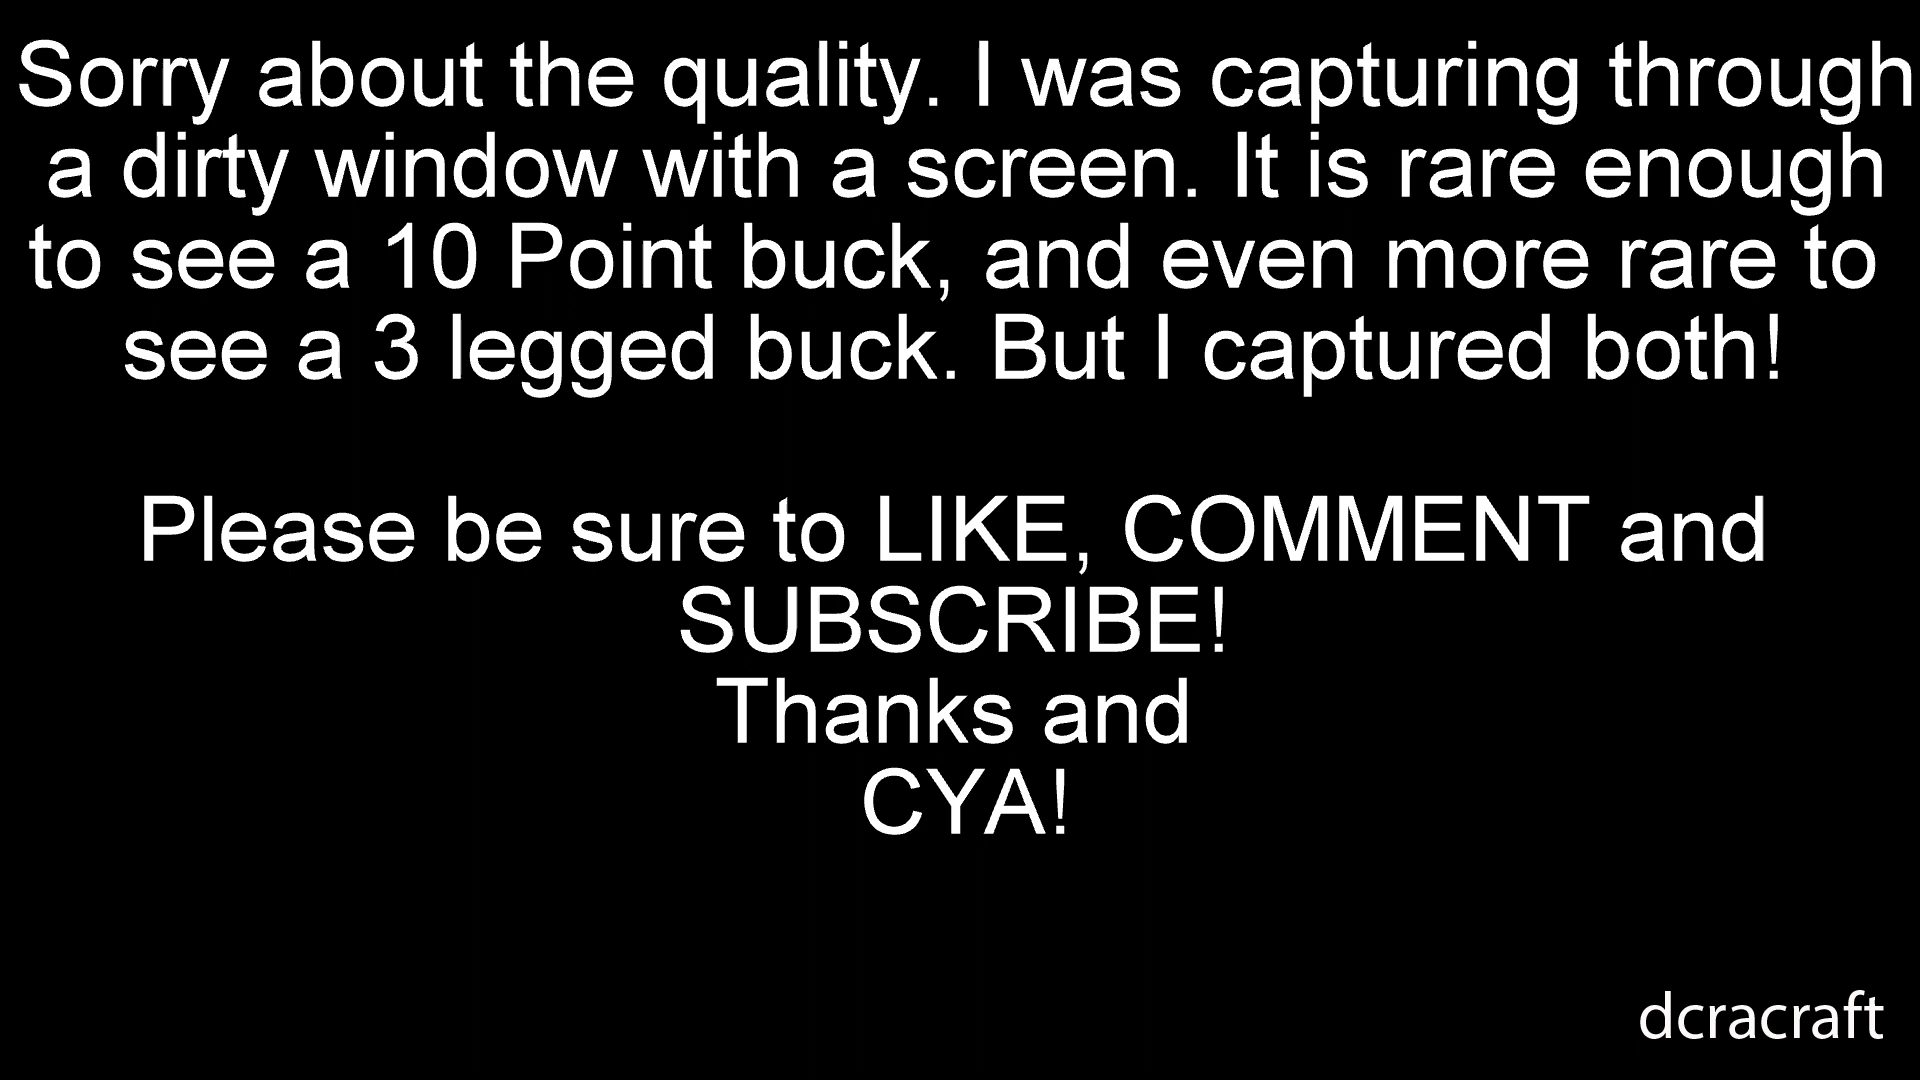 Sorry about the quality. I was capturing through
a dirty window with a screen. It is rare enough
to see a 10 Point buck, and even more rare to
see a 3 legged buck. But I captured both!
Please be sure to LIKE, COMMENT and
SUBSCRIBE!
Thanks and
CYA!
dcracraft